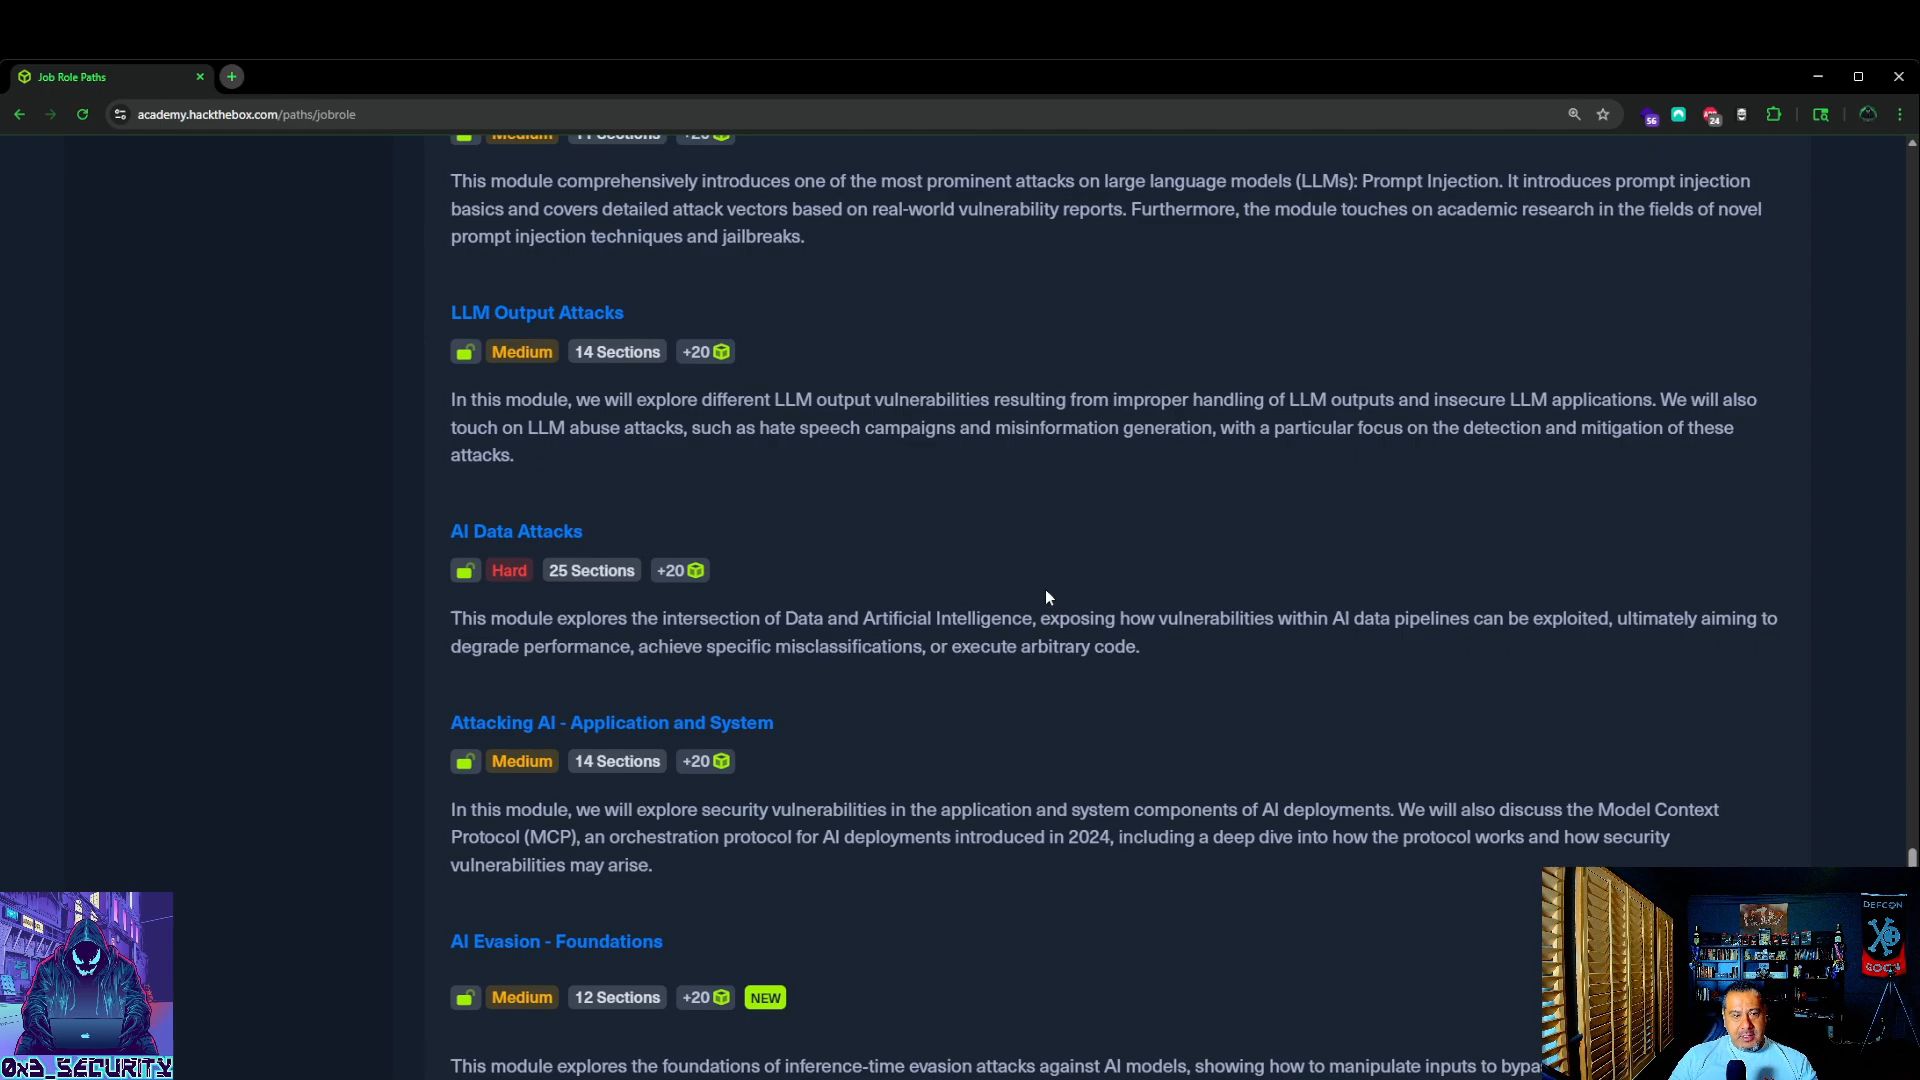 Job Role Paths
academy.hackthebox.com/paths/jobrole
56
24
Medium 11 Sections +20
This module comprehensively introduces one of the most prominent attacks on large language models (LLMs): Prompt Injection. It introduces prompt injection
basics and covers detailed attack vectors based on real-world vulnerability reports. Furthermore, the module touches on academic research in the fields of novel
prompt injection techniques and jailbreaks.
LLM Output Attacks
Medium 14 Sections +20
In this module, we will explore different LLM output vulnerabilities resulting from improper handling of LLM outputs and insecure LLM applications. We will also
touch on LLM abuse attacks, such as hate speech campaigns and misinformation generation, with a particular focus on the detection and mitigation of these
attacks.
AI Data Attacks
Hard 25 Sections +20
This module explores the intersection of Data and Artificial Intelligence, exposing how vulnerabilities within AI data pipelines can be exploited, ultimately aiming to
degrade performance, achieve specific misclassifications, or execute arbitrary code.
Attacking AI - Application and System
Medium 14 Sections +20
In this module, we will explore security vulnerabilities in the application and system components of AI deployments. We will also discuss the Model Context
Protocol (MCP), an orchestration protocol for AI deployments introduced in 2024, including a deep dive into how the protocol works and how security
vulnerabilities may arise.
AI Evasion - Foundations
Medium 12 Sections +20 NEW
This module explores the foundations of inference-time evasion attacks against AI models, showing how to manipulate inputs to bypa
0x3_SECURITY
DEFCON